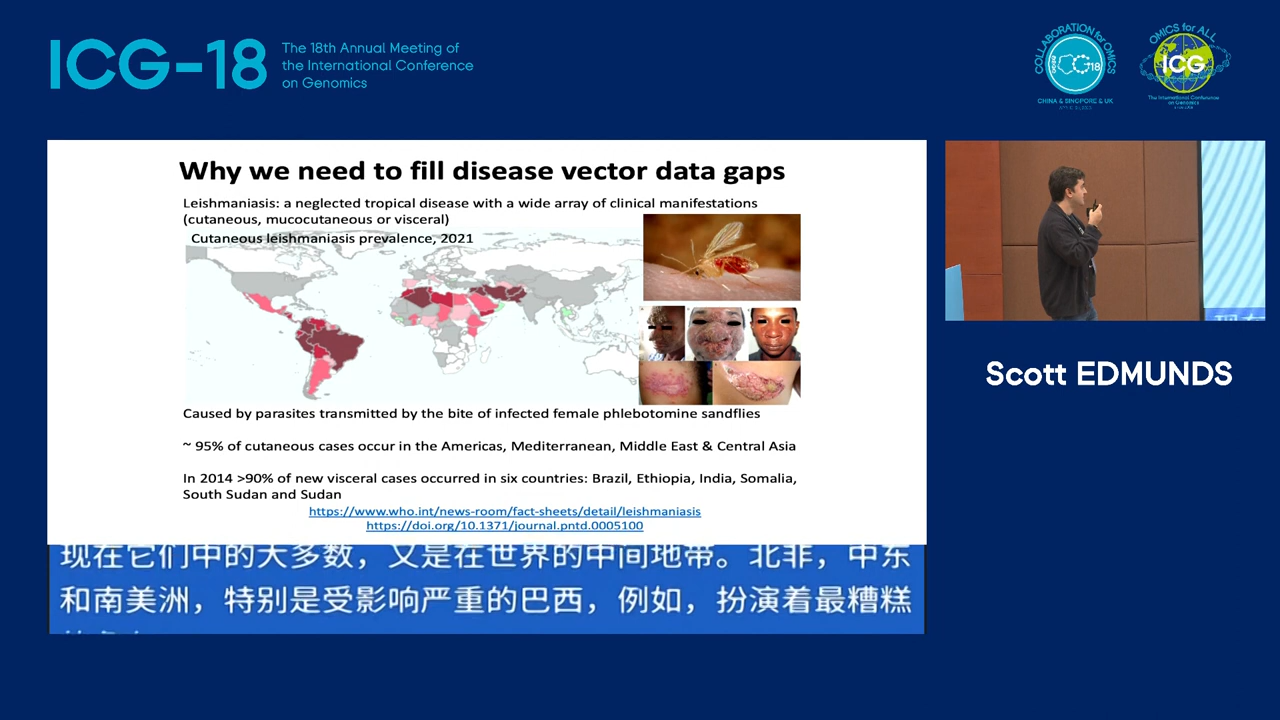 ICG-18
The 18th Annual Meeting of
the International Conference
on Genomics
COLLABORATION for OMICS
CHINA & SINGPORE & UK
OMICS for ALL
ICG
The International Conference
on Genomics
Why we need to fill disease vector data gaps
Leishmaniasis: a neglected tropical disease with a wide array of clinical manifestations
(cutaneous, mucocutaneous or visceral)
Cutaneous leishmaniasis prevalence, 2021
Caused by parasites transmitted by the bite of infected female phlebotomine sandflies
~ 95% of cutaneous cases occur in the Americas, Mediterranean, Middle East & Central Asia
In 2014 >90% of new visceral cases occurred in six countries: Brazil, Ethiopia, India, Somalia,
South Sudan and Sudan
https://www.who.int/news-room/fact-sheets/detail/leishmaniasis
https://doi.org/10.1371/journal.pntd.0005100
Scott EDMUNDS
现在它们中的大多数，又是在世界的中间地带。北非，中东
和南美洲，特别是受影响严重的巴西，例如，扮演着最糟糕